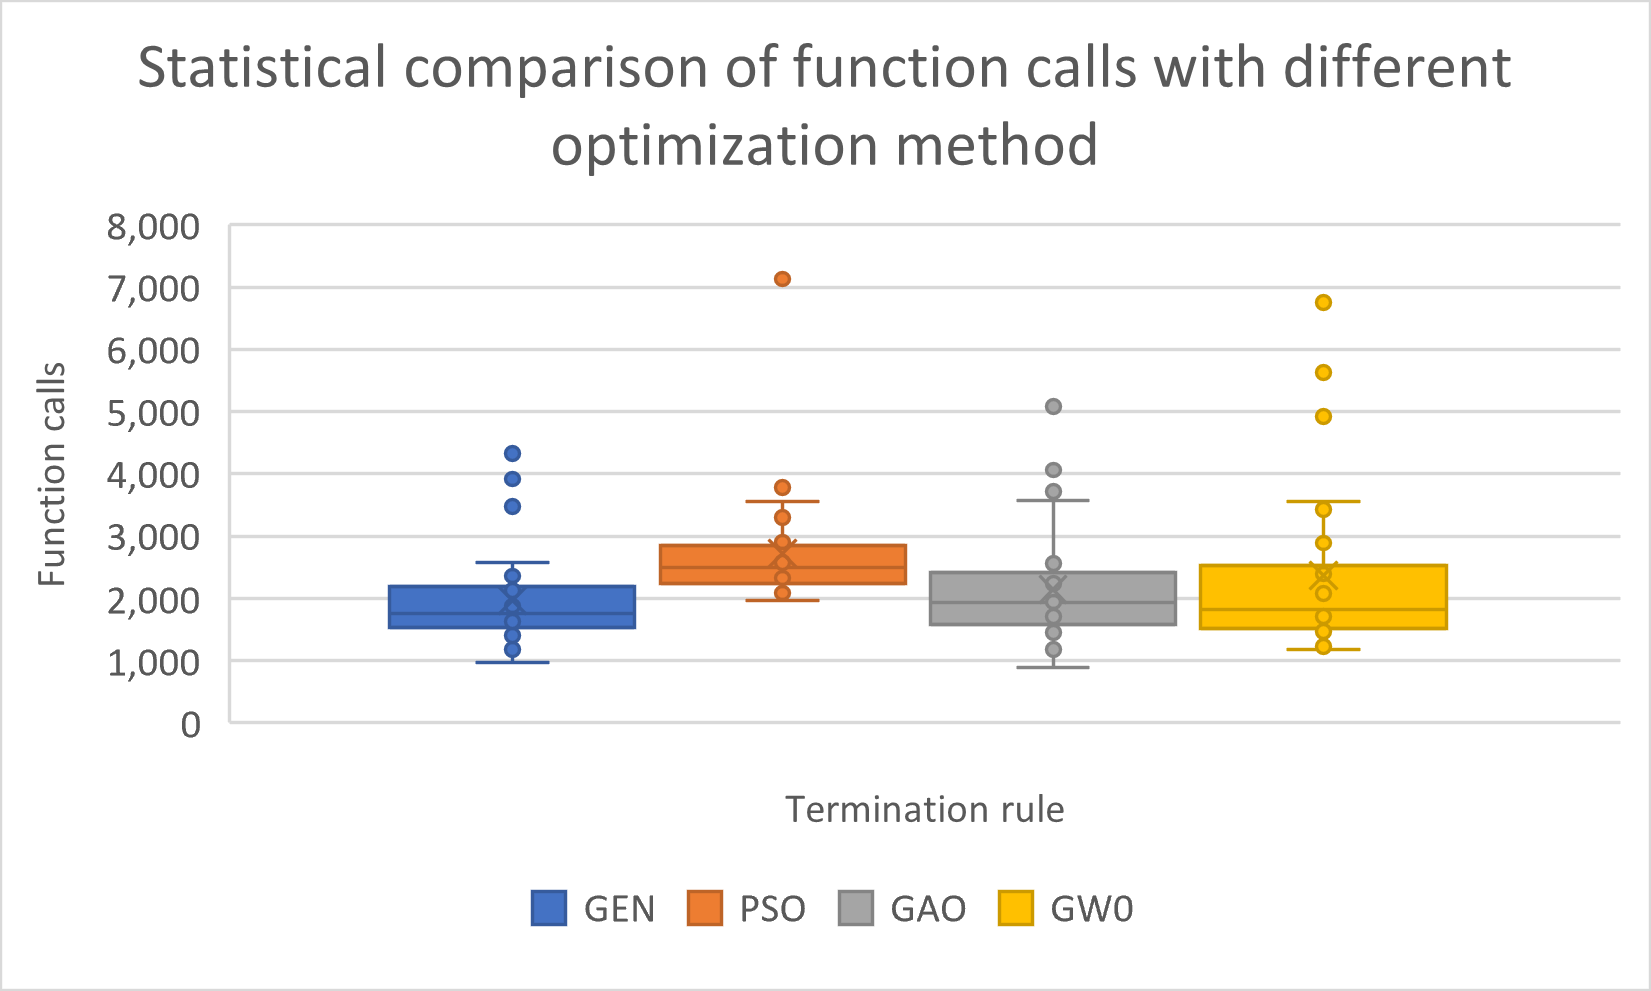 Statistical comparison of function calls with different
optimization method
8,000
7,000
6,000
5,000
4,000
3,000
2,000
1,000
0
Function calls
Termination rule
GEN PSO GAO GW0